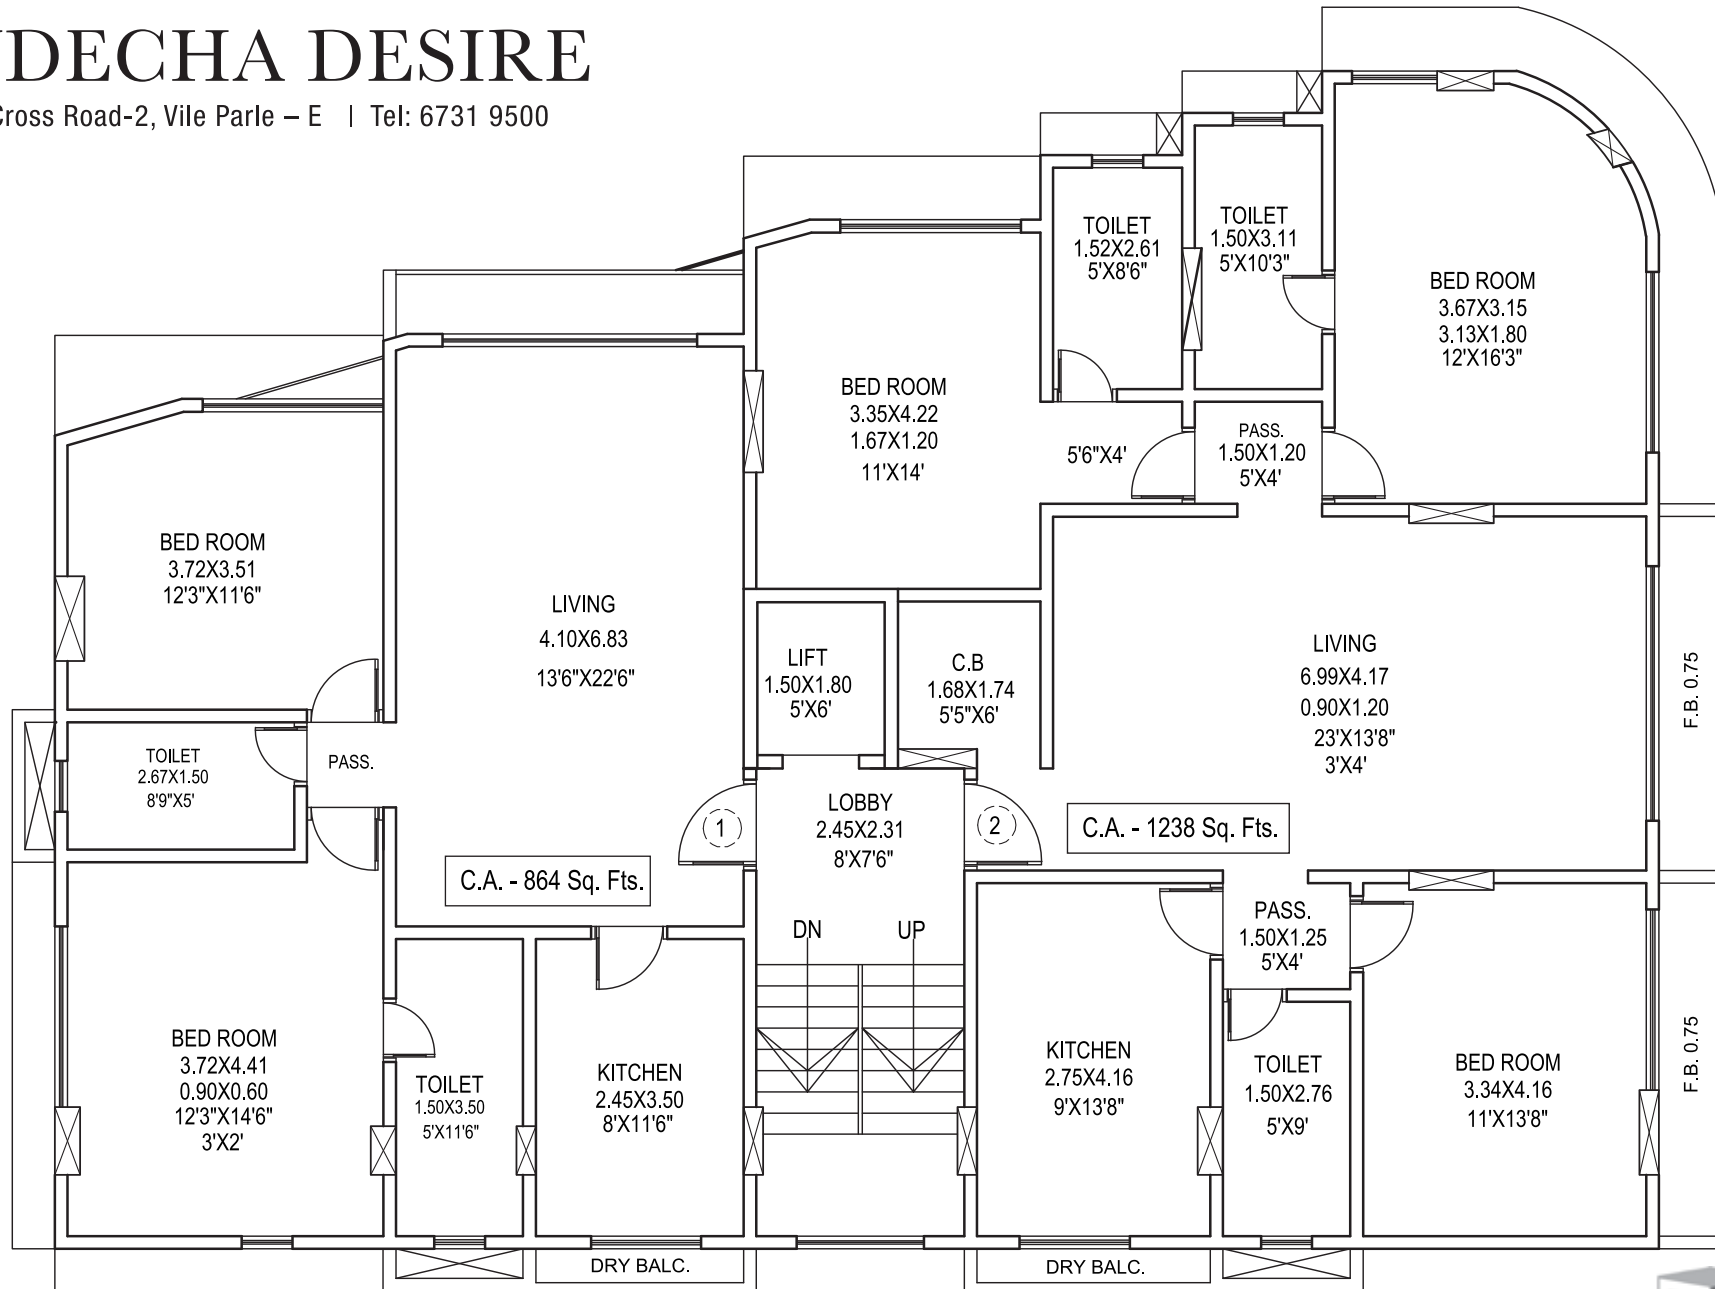 DECHA DESIRE
Cross Road-2, Vile Parle – E | Tel: 6731 9500
TOILET
1.52X2.61
5'X8'6"
TOILET
1.50X3.11
5'X10'3"
BED ROOM
3.67X3.15
3.13X1.80
12'X16'3"
BED ROOM
3.35X4.22
1.67X1.20
11'X14'
5'6"X4'
PASS.
1.50X1.20
5'X4'
BED ROOM
3.72X3.51
12'3"X11'6"
LIVING
4.10X6.83
13'6"X22'6"
LIFT
1.50X1.80
5'X6'
C.B
1.68X1.74
5'5"X6'
LIVING
6.99X4.17
0.90X1.20
23'X13'8"
3'X4'
F.B. 0.75
TOILET
2.67X1.50
8'9"X5'
PASS.
1
LOBBY
2.45X2.31
8'X7'6"
2
C.A. - 1238 Sq. Fts.
C.A. - 864 Sq. Fts.
DN
UP
PASS.
1.50X1.25
5'X4'
BED ROOM
3.72X4.41
0.90X0.60
12'3"X14'6"
3'X2'
TOILET
1.50X3.50
5'X11'6"
KITCHEN
2.45X3.50
8'X11'6"
KITCHEN
2.75X4.16
9'X13'8"
TOILET
1.50X2.76
5'X9'
BED ROOM
3.34X4.16
11'X13'8"
F.B. 0.75
DRY BALC.
DRY BALC.